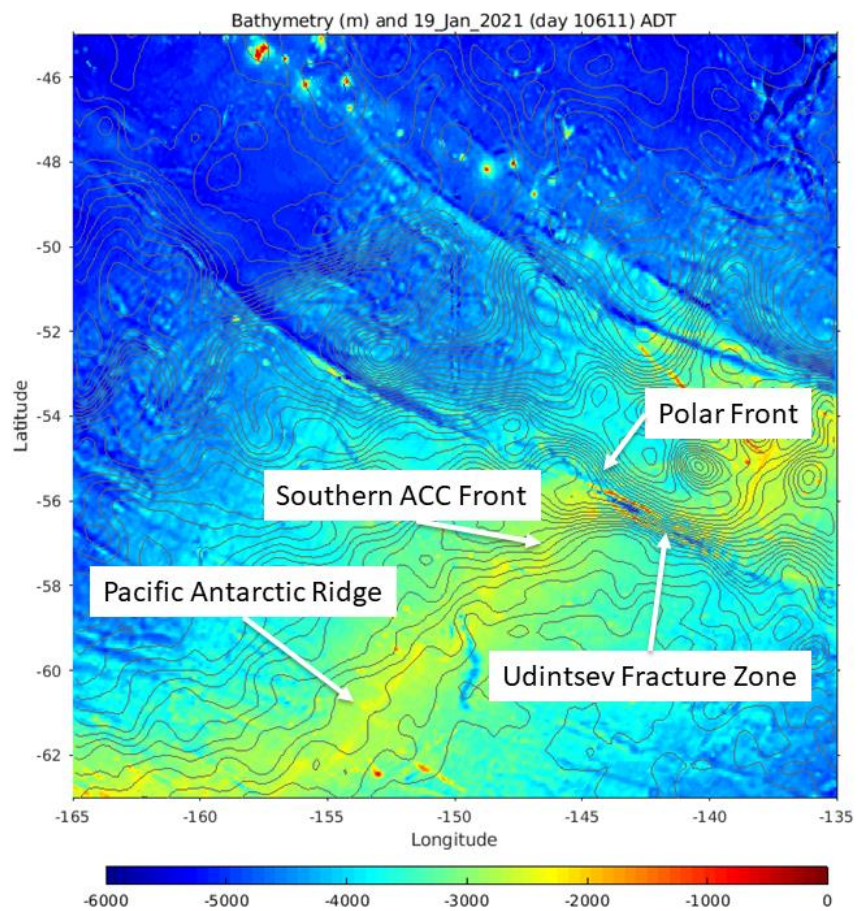 Bathymetry (m) and 19_Jan_2021 (day 10611) ADT
-46
-48
-50
-52
Latitude
-54
-56
-58
-60
-62
Polar Front
Southern ACC Front
Pacific Antarctic Ridge
Udintsev Fracture Zone
-165 -160 -155 -150 -145 -140 -135
Longitude
-6000 -5000 -4000 -3000 -2000 -1000 0